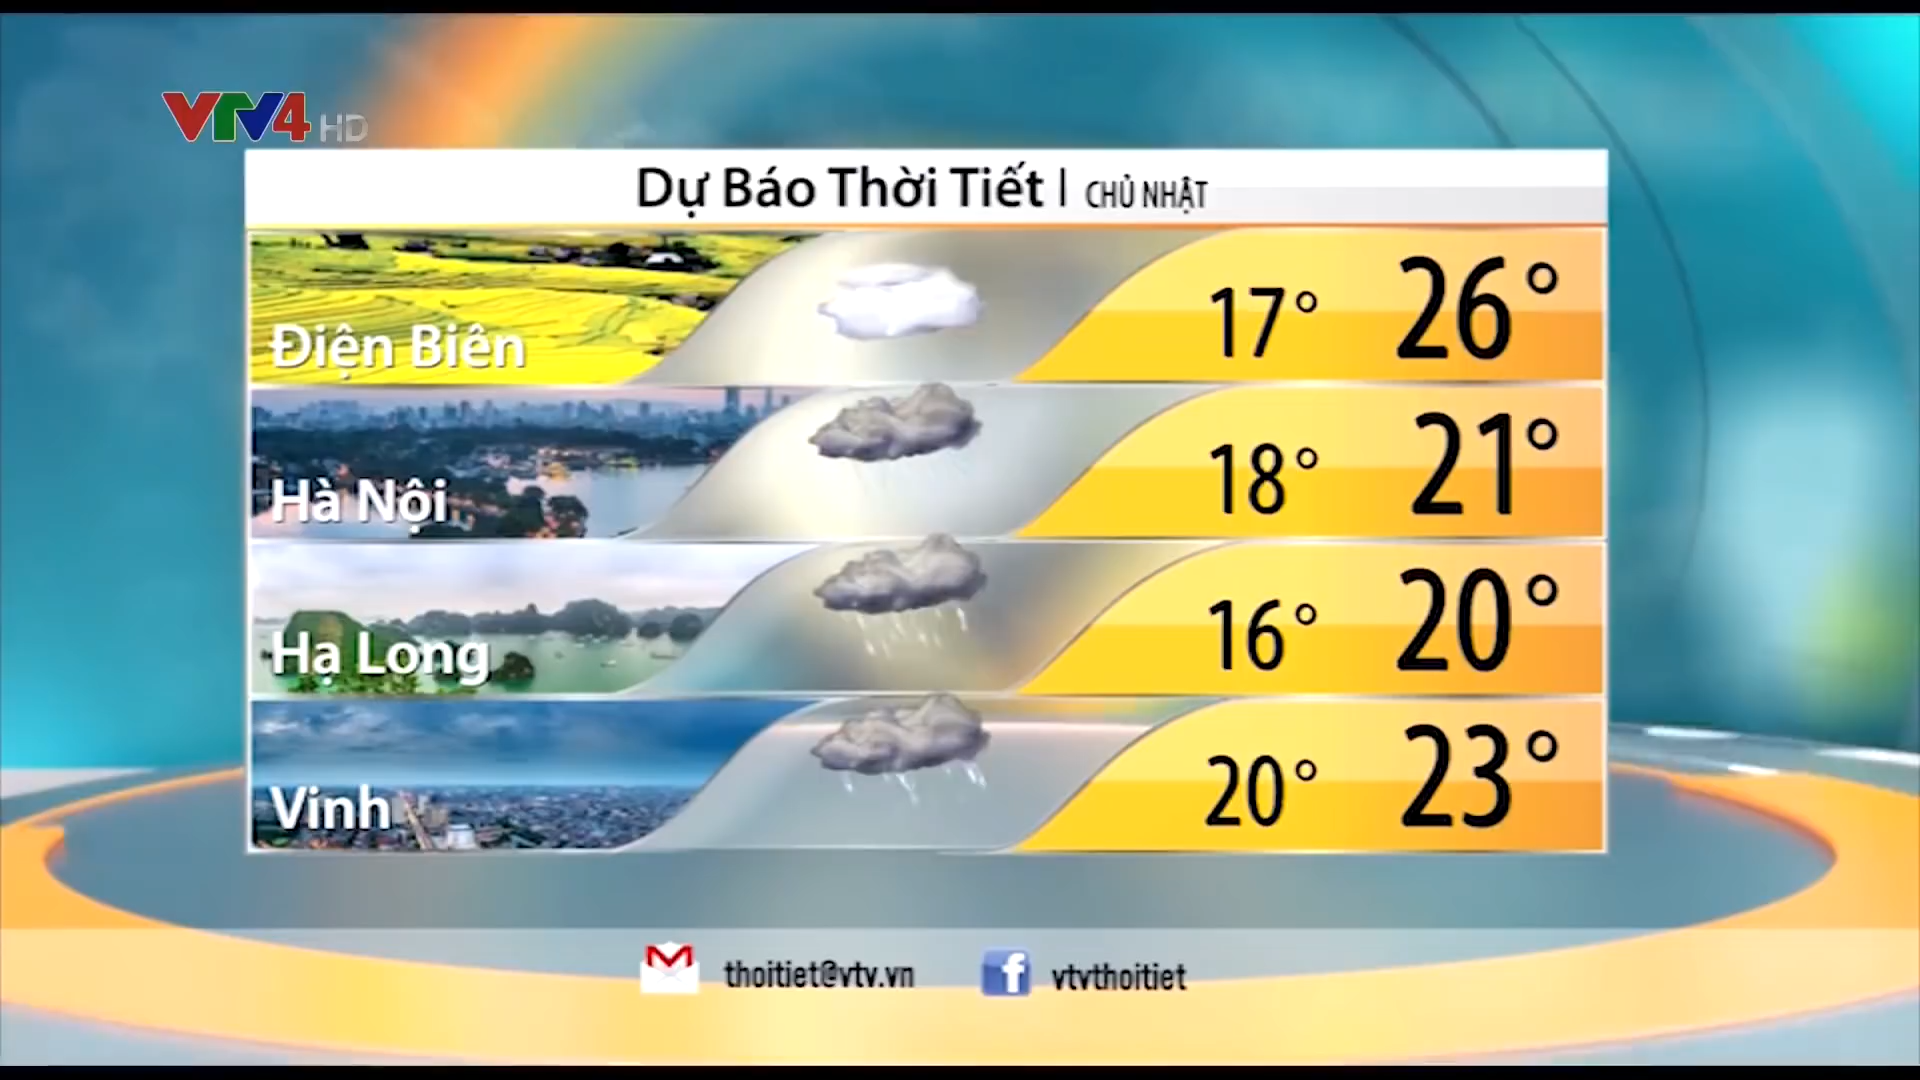 VTV4 HD
Dự Báo Thời Tiết | CHỦ NHẬT
Điện Biên 17° 26°
Hà Nội 18° 21°
Hạ Long 16° 20°
Vinh 20° 23°
thoitiet@vtv.vn vtvthoitiet